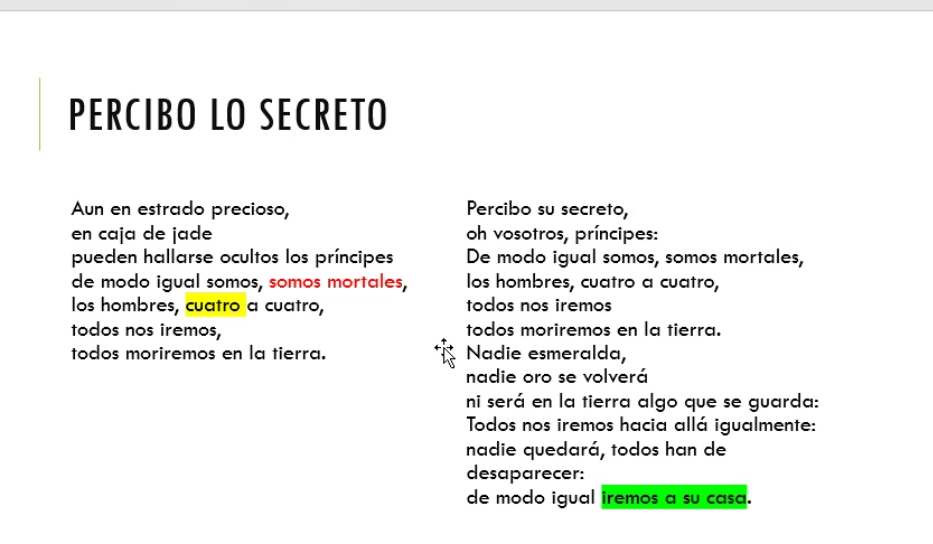 PERCIBO LO SECRETO
Aun en estrado precioso,
en caja de jade
pueden hallarse ocultos los príncipes
de modo igual somos, somos mortales,
los hombres, cuatro a cuatro,
todos nos iremos,
todos moriremos en la tierra.
Percibo su secreto,
oh vosotros, príncipes:
De modo igual somos, somos mortales,
los hombres, cuatro a cuatro,
todos nos iremos
todos moriremos en la tierra.
Nadie esmeralda,
nadie oro se volverá
ni será en la tierra algo que se guarda:
Todos nos iremos hacia allá igualmente:
nadie quedará, todos han de
desaparecer:
de modo igual iremos a su casa.